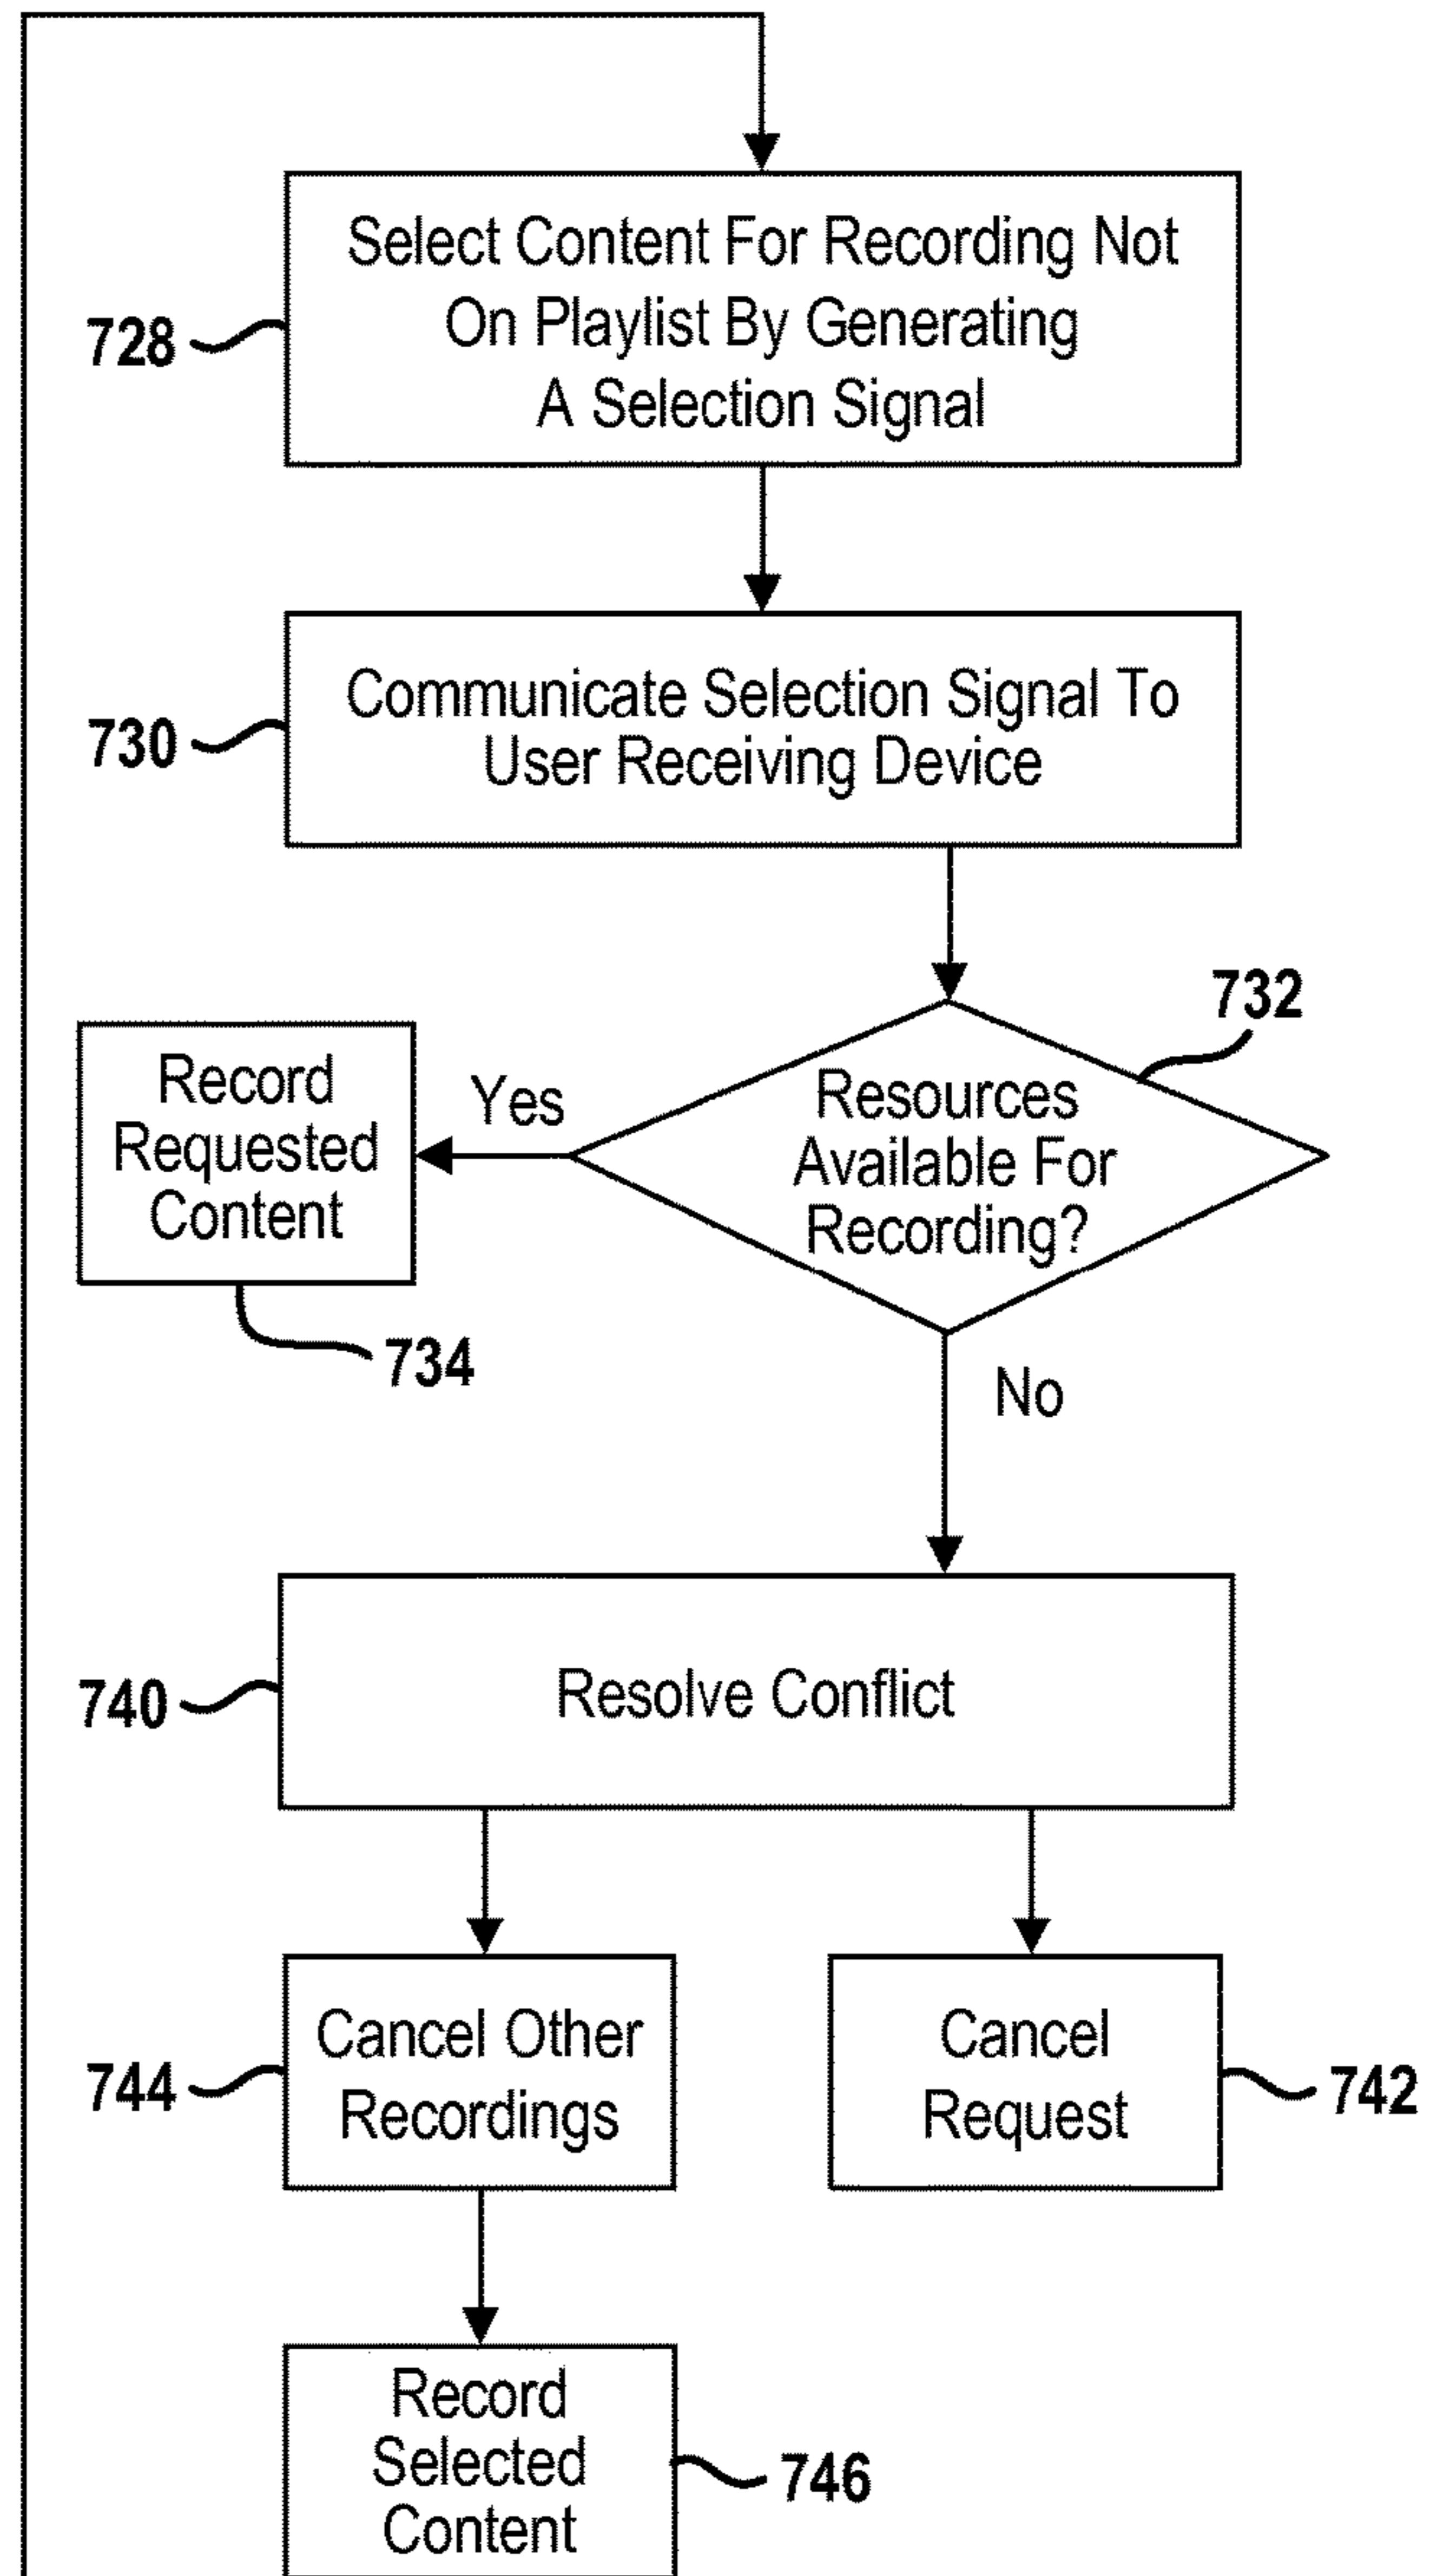 Select Content For Recording Not
On Playlist By Generating
A Selection Signal
728
Communicate Selection Signal To
User Receiving Device
730
732
Resources
Available For
Recording?
Yes
Record
Requested
Content
734
No
Resolve Conflict
740
Cancel Other
Recordings
744
Cancel
Request
742
Record
Selected
Content
746